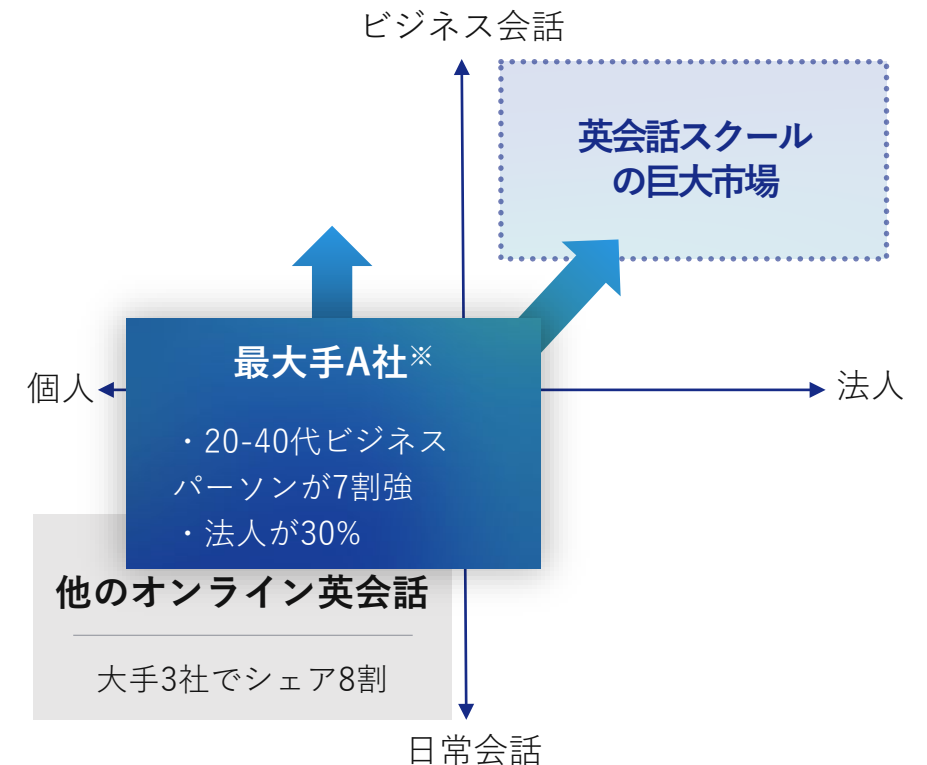 ビジネス会話
英会話スクール
の巨大市場
最大手A社※
個人
法人
・20-40代ビジネス
パーソンが7割強
・法人が30%
他のオンライン英会話
大手3社でシェア8割
日常会話